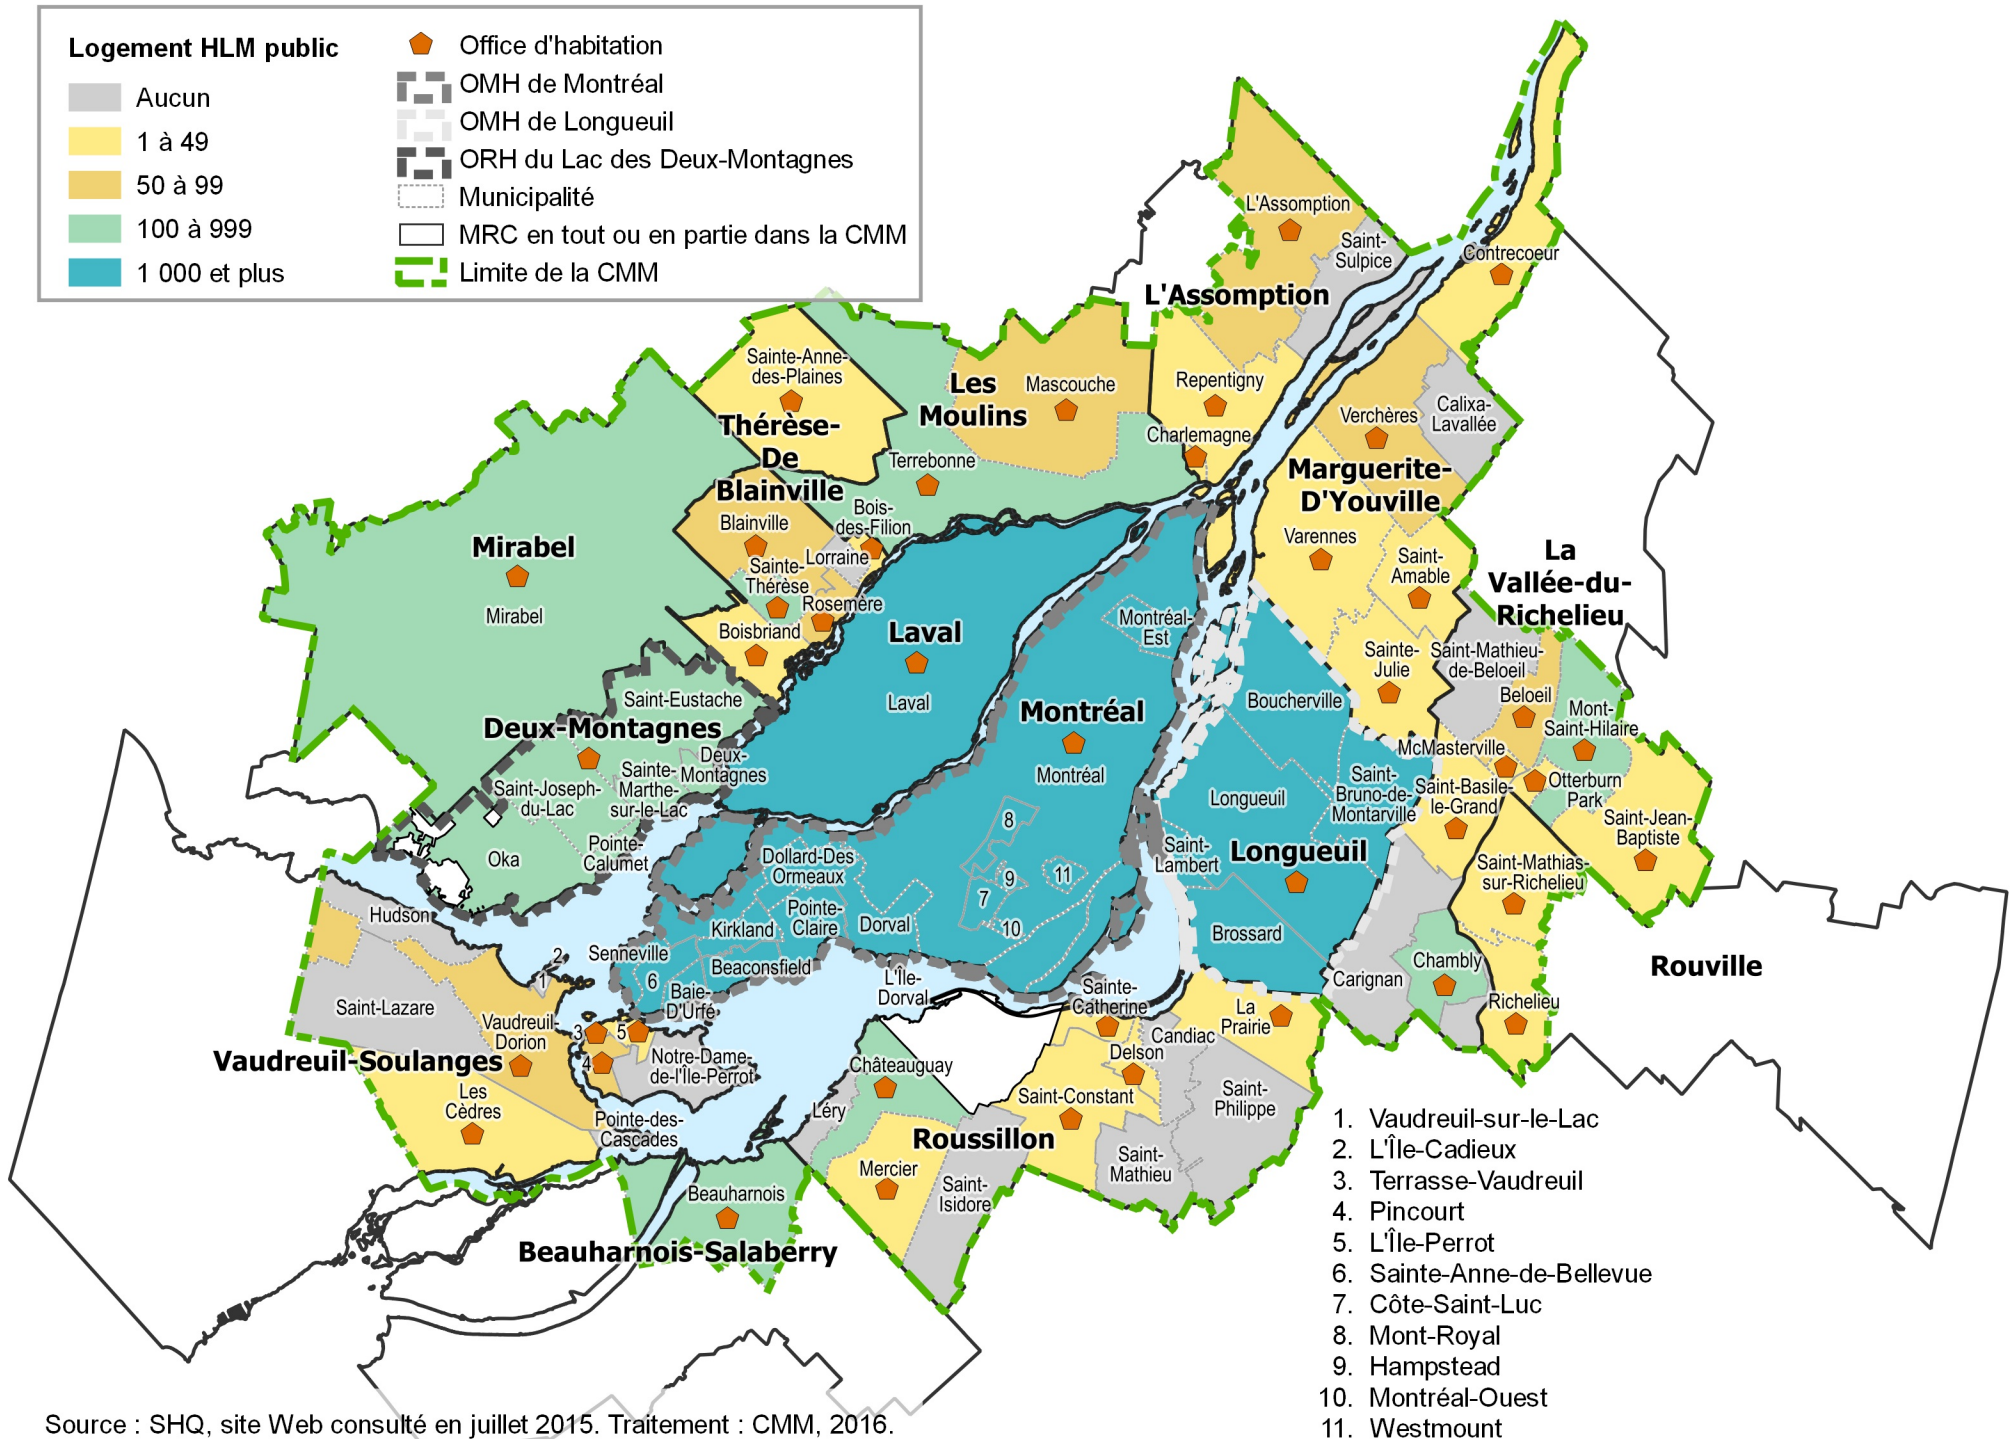 Logement HLM public
Aucun
1 à 49
50 à 99
100 à 999
1 000 et plus
Office d'habitation
OMH de Montréal
OMH de Longueuil
ORH du Lac des Deux-Montagnes
Municipalité
MRC en tout ou en partie dans la CMM
Limite de la CMM
L'Assomption
Saint-
Sulpice
L'Assomption
Contrecoeur
Sainte-Anne-
des-Plaines
Les
Moulins
Mascouche
Repentigny
Charlemagne
Verchères
Calixa-
Lavallée
Thérèse-
De
Blainville
Terrebonne
Marguerite-
D'Youville
Blainville
Bois-
des-Filion
Lorraine
Sainte-
Thérèse
Rosemère
Boisbriand
Varennes
Saint-
Amable
La
Vallée-du-
Richelieu
Mirabel
Mirabel
Laval
Laval
Montréal-
Est
Sainte-
Julie
Saint-Mathieu-
de-Beloeil
Beloeil
Mont-
Saint-Hilaire
Saint-Eustache
Deux-Montagnes
Boucherville
Montréal
Montréal
McMasterville
Deux-
Montagnes
Sainte-
Marthe-
sur-le-Lac
Saint-Joseph-
du-Lac
Longueuil
Saint-
Bruno-de-
Montarville
Saint-Basile-
le-Grand
Otterburn
Park
Saint-Jean-
Baptiste
Oka
Pointe-
Calumet
8
Dollard-Des
Ormeaux
Saint-
Lambert
Longueuil
Saint-Mathias-
sur-Richelieu
9
11
7
10
Hudson
Pointe-
Claire
Kirkland
Dorval
Brossard
Senneville
Beaconsfield
6
Baie-
D'Urfé
2
1
L'Île-
Dorval
Sainte-
Catherine
Carignan
Chambly
Rouville
Richelieu
Saint-Lazare
Vaudreuil-
Dorion
3
5
4
Notre-Dame-
de-l'Île-Perrot
Vaudreuil-Soulanges
Les
Cèdres
Pointe-des-
Cascades
Châteauguay
Léry
La
Prairie
Candiac
Delson
Saint-Constant
Saint-
Philippe
Roussillon
Mercier
Saint-
Isidore
Saint-
Mathieu
Beauharnois
Beauharnois-Salaberry
1. Vaudreuil-sur-le-Lac
2. L'Île-Cadieux
3. Terrasse-Vaudreuil
4. Pincourt
5. L'Île-Perrot
6. Sainte-Anne-de-Bellevue
7. Côte-Saint-Luc
8. Mont-Royal
9. Hampstead
10. Montréal-Ouest
11. Westmount
Source : SHQ, site Web consulté en juillet 2015. Traitement : CMM, 2016.